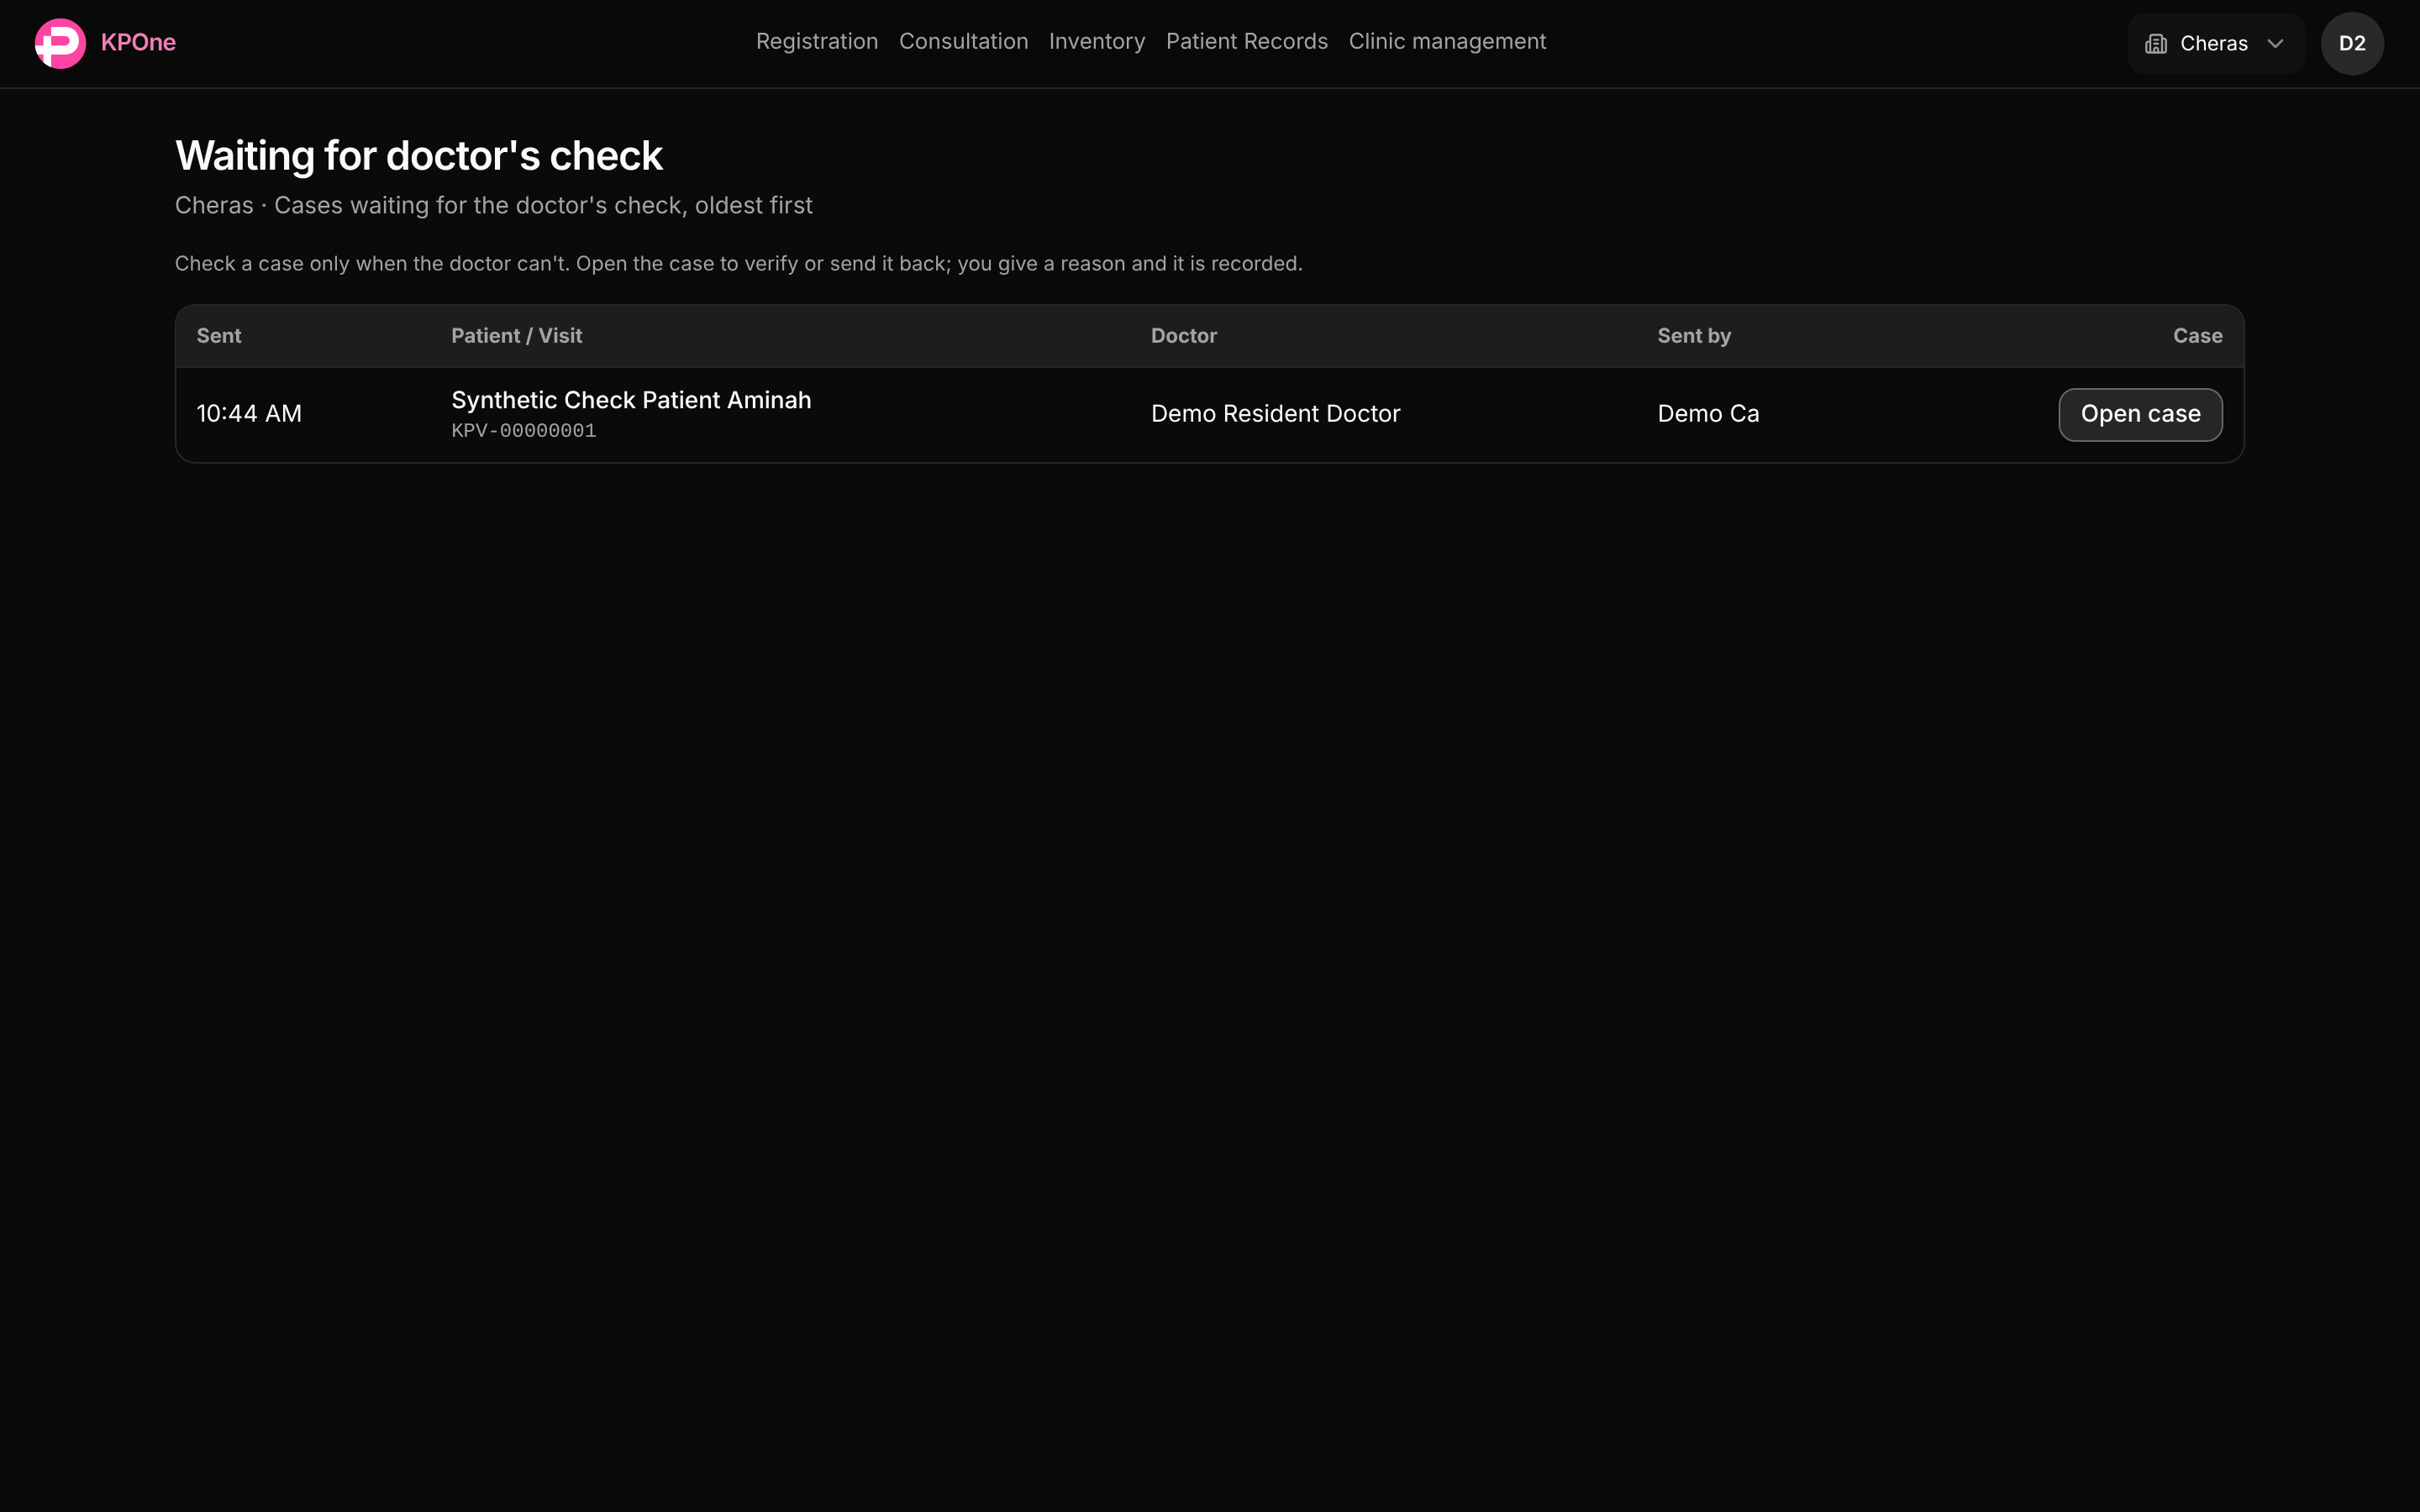 KPOne
Registration Consultation Inventory Patient Records Clinic management
Cheras
D2
Waiting for doctor's check
Cheras · Cases waiting for the doctor's check, oldest first
Check a case only when the doctor can't. Open the case to verify or send it back; you give a reason and it is recorded.
Sent Patient / Visit Doctor Sent by Case
10:44 AM Synthetic Check Patient Aminah Demo Resident Doctor Demo Ca Open case
KPV-00000001